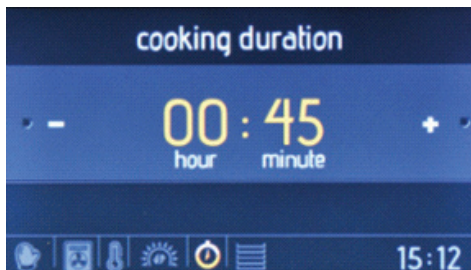 cooking duration
- 00 : 45 +
hour minute
15:12